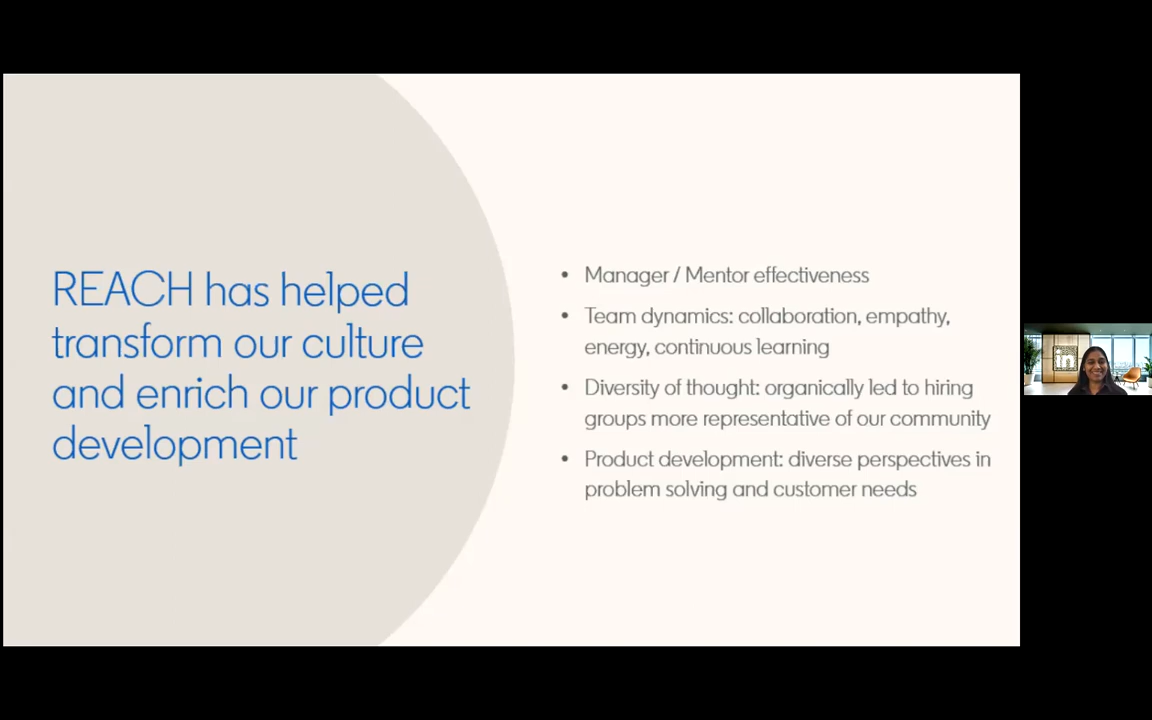 REACH has helped
transform our culture
and enrich our product
development
• Manager / Mentor effectiveness
• Team dynamics: collaboration, empathy,
energy, continuous learning
• Diversity of thought: organically led to hiring
groups more representative of our community
• Product development: diverse perspectives in
problem solving and customer needs
in